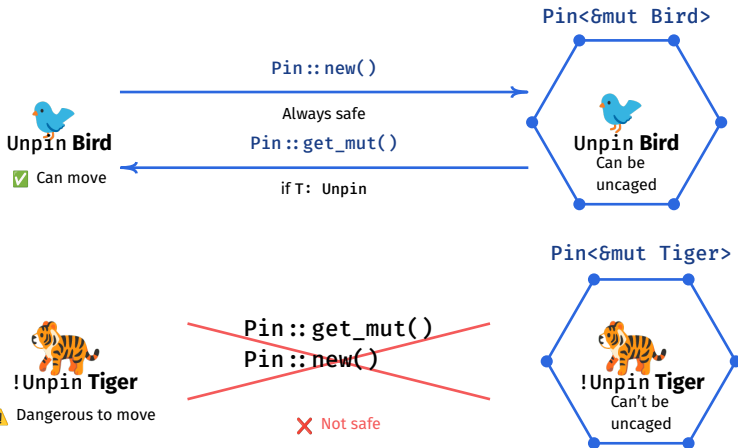 Pin<&mut Bird>
Pin::new()
Always safe
Pin::get_mut()
if T: Unpin
Unpin Bird
✅ Can move
Unpin Bird
Can be
uncaged
Pin<&mut Tiger>
Pin::get_mut()
Pin::new()
❌ Not safe
!Unpin Tiger
⚠️ Dangerous to move
!Unpin Tiger
Can't be
uncaged